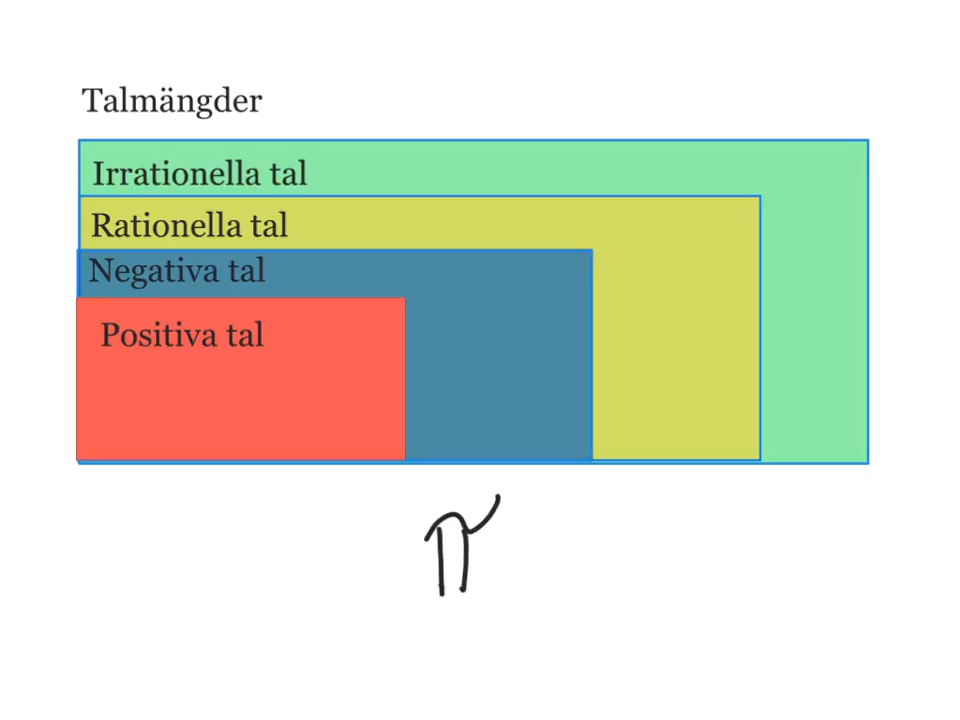 Talmängder
Irrationella tal
Rationella tal
Negativa tal
Positiva tal
π